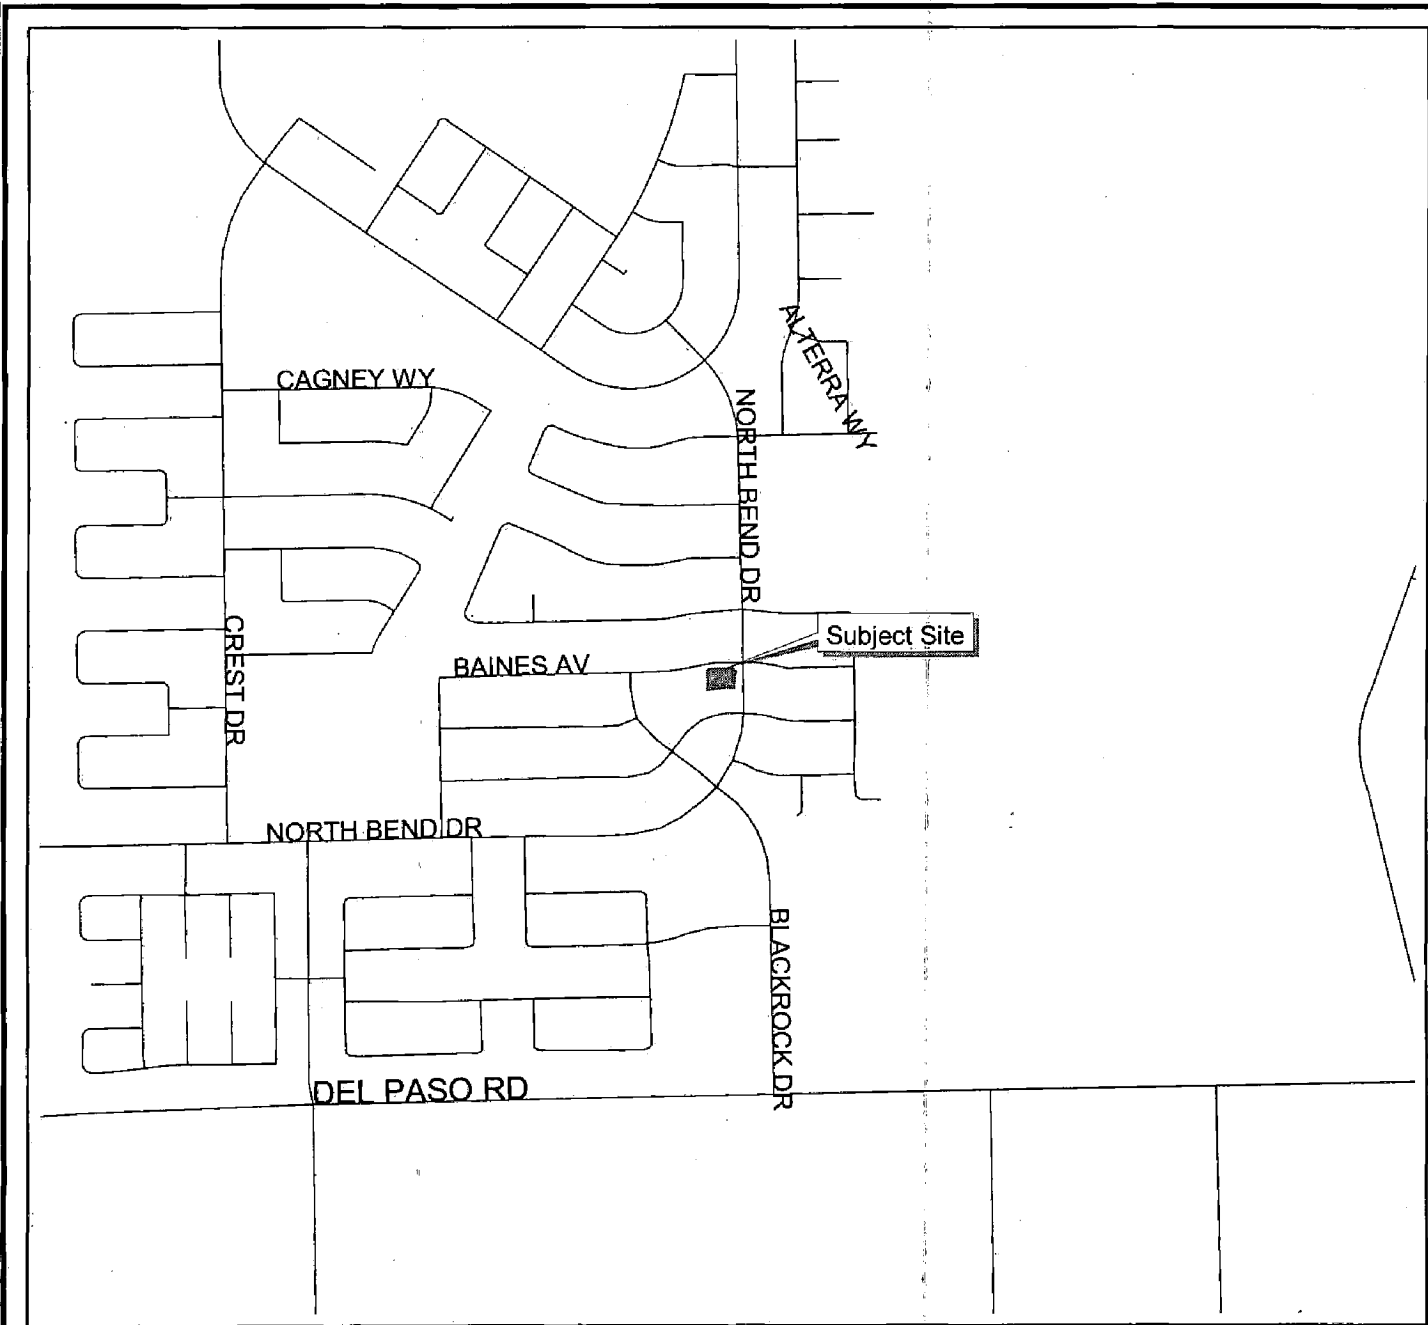 ALTERRA WY
CAGNEY WY
NORTH BEND DR
CREST DR
Subject Site
BAINES AV
NORTH BEND DR
BLACKROCK DR
DEL PASO RD